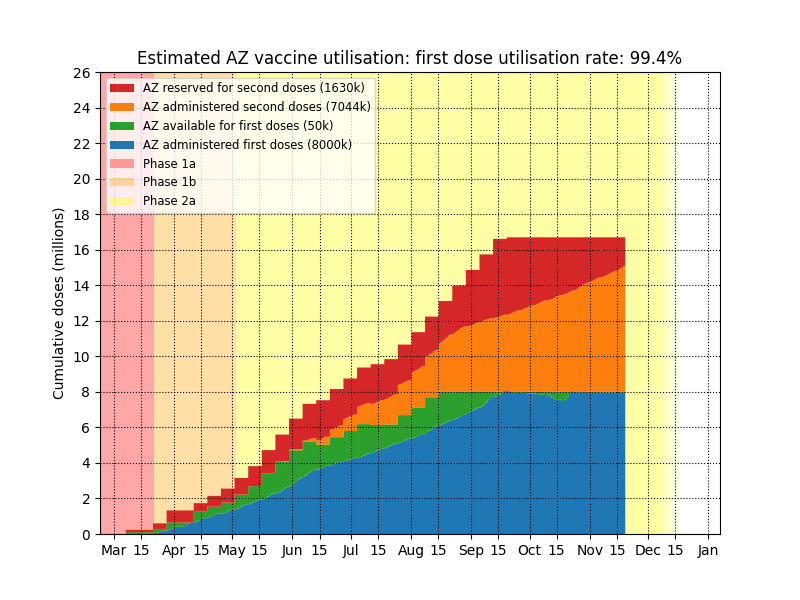 Estimated AZ vaccine utilisation: first dose utilisation rate: 99.4%
26
24
22
20
18
16
14
12
10
8
6
4
2
0
Cumulative doses (millions)
AZ reserved for second doses (1630k)
AZ administered second doses (7044k)
AZ available for first doses (50k)
AZ administered first doses (8000k)
Phase 1a
Phase 1b
Phase 2a
Mar 15 Apr 15 May 15 Jun 15 Jul 15 Aug 15 Sep 15 Oct 15 Nov 15 Dec 15 Jan